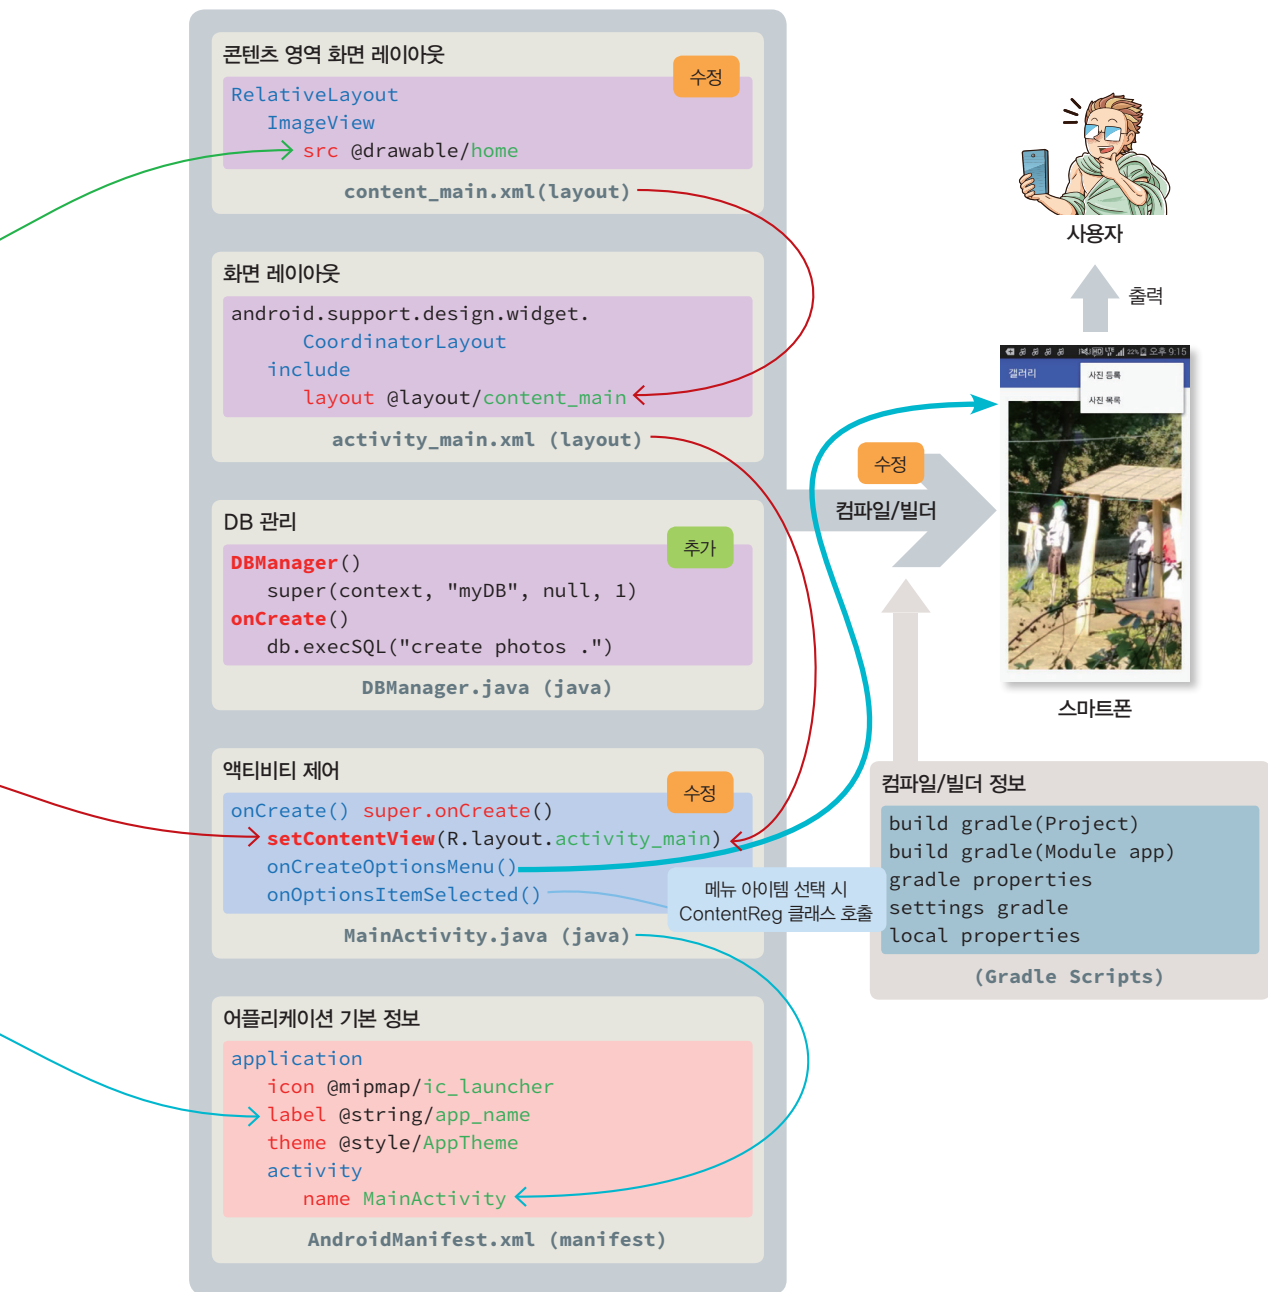 콘텐츠 영역 화면 레이아웃
수정
RelativeLayout
ImageView
src @drawable/home
content_main.xml(layout)
화면 레이아웃
android.support.design.widget.
CoordinatorLayout
include
layout @layout/content_main
activity_main.xml (layout)
DB 관리
추가
DBManager()
super(context, "myDB", null, 1)
onCreate()
db.execSQL("create photos .")
DBManager.java (java)
액티비티 제어
수정
onCreate() super.onCreate()
setContentView(R.layout.activity_main)
onCreateOptionsMenu()
onOptionsItemSelected()
메뉴 아이템 선택 시
ContentReg 클래스 호출
MainActivity.java (java)
어플리케이션 기본 정보
application
icon @mipmap/ic_launcher
label @string/app_name
theme @style/AppTheme
activity
name MainActivity
AndroidManifest.xml (manifest)
수정
컴파일/빌더
사용자
출력
22% 오후 9:15
갤러리
사진 등록
사진 목록
스마트폰
컴파일/빌더 정보
build gradle(Project)
build gradle(Module app)
gradle properties
settings gradle
local properties
(Gradle Scripts)